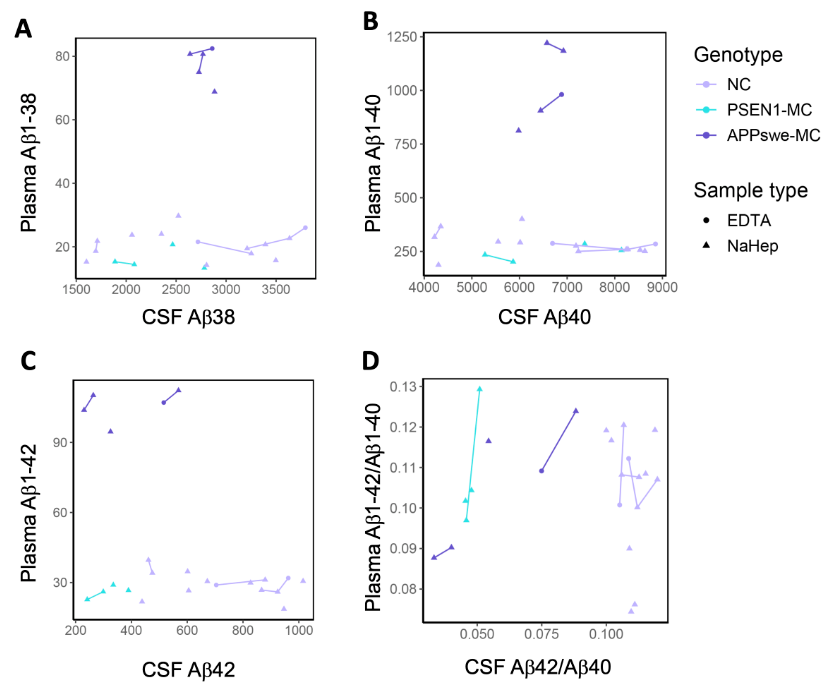 A
80
60
40
20
Plasma Aβ1-38
1500
2000
2500
3000
3500
CSF Aβ38
B
1250
1000
750
500
250
Plasma Aβ1-40
4000
5000
6000
7000
8000
9000
CSF Aβ40
Genotype
NC
PSEN1-MC
APPswe-MC
Sample type
EDTA
NaHep
C
90
60
30
Plasma Aβ1-42
200
400
600
800
1000
CSF Aβ42
D
0.13
0.12
0.11
0.10
0.09
0.08
Plasma Aβ1-42/Aβ1-40
0.050
0.075
0.100
CSF Aβ42/Aβ40